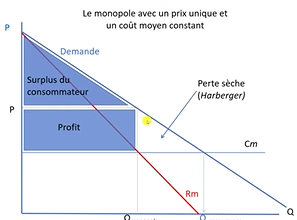 Le monopole avec un prix unique et
un coût moyen constant
P
Demande
Surplus du
consommateur
Perte sèche
(Harberger)
P
Profit
Cm
Rm
Q